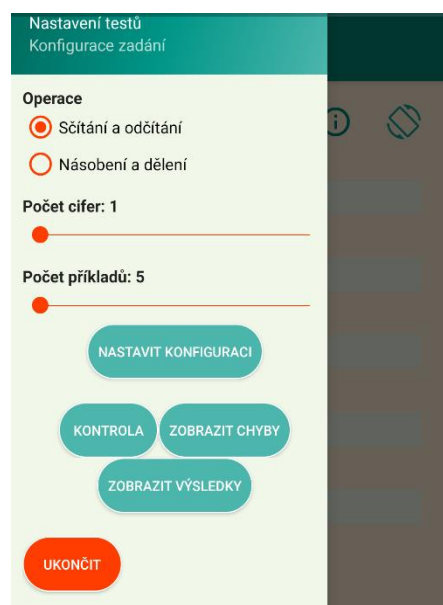 Nastavení testů
Konfigurace zadání
Operace
Sčítání a odčítání
Násobení a dělení
Počet cifer: 1
Počet příkladů: 5
NASTAVIT KONFIGURACI
KONTROLA
ZOBRAZIT CHYBY
ZOBRAZIT VÝSLEDKY
UKONČIT